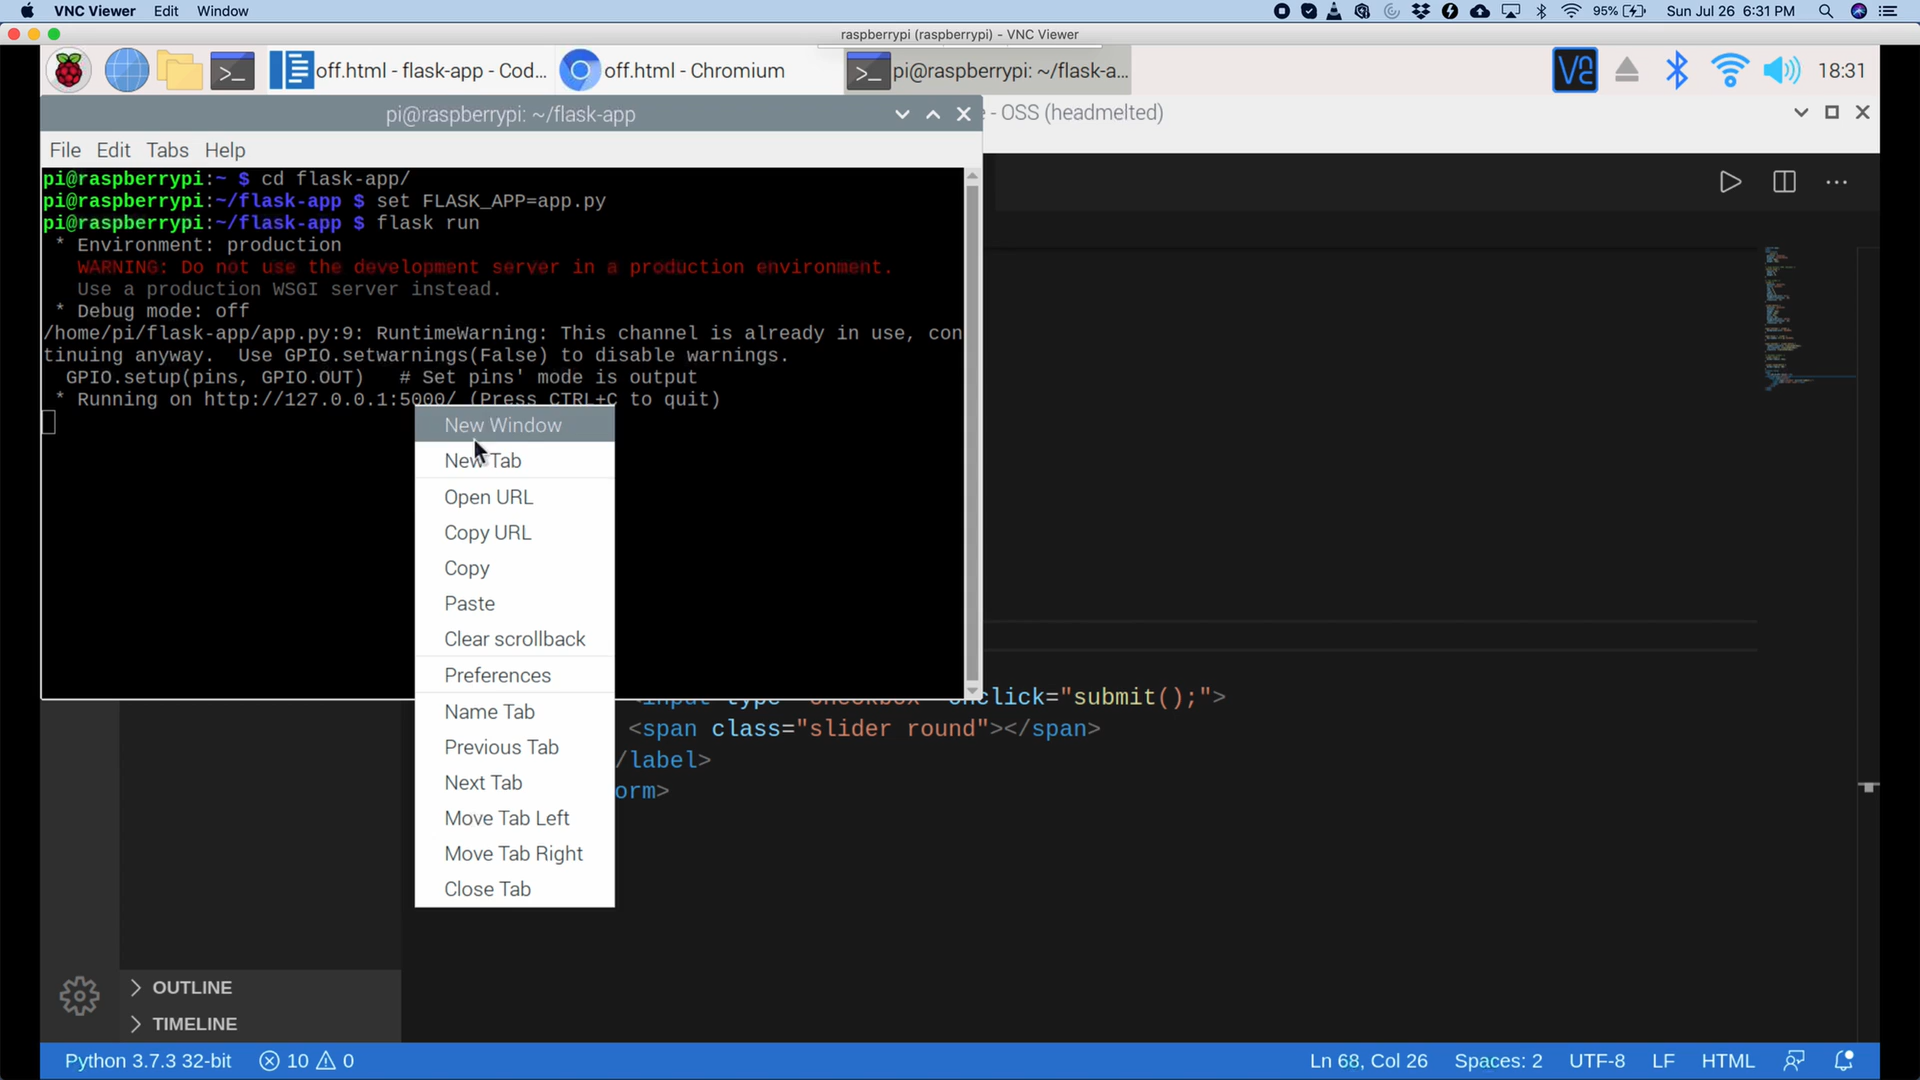 VNC Viewer Edit Window 95% Sun Jul 26 6:31 PM
raspberrypi (raspberrypi) - VNC Viewer
off.html - flask-app - Cod... off.html - Chromium pi@raspberrypi: ~/flask-a... VNC 18:31
pi@raspberrypi: ~/flask-app
- OSS (headmelted)
File Edit Tabs Help
pi@raspberrypi:~ $ cd flask-app/
pi@raspberrypi:~/flask-app $ set FLASK_APP=app.py
pi@raspberrypi:~/flask-app $ flask run
* Environment: production
WARNING: Do not use the development server in a production environment.
Use a production WSGI server instead.
* Debug mode: off
/home/pi/flask-app/app.py:9: RuntimeWarning: This channel is already in use, con
tinuing anyway.  Use GPIO.setwarnings(False) to disable warnings.
GPIO.setup(pins, GPIO.OUT)   # Set pins' mode is output
* Running on http://127.0.0.1:5000/ (Press CTRL+C to quit)
New Window
New Tab
Open URL
Copy URL
Copy
Paste
Clear scrollback
Preferences
Name Tab
Previous Tab
Next Tab
Move Tab Left
Move Tab Right
Close Tab
click="submit();">
<span class="slider round"></span>
/label>
orm>
OUTLINE
TIMELINE
Python 3.7.3 32-bit 10 0 Ln 68, Col 26 Spaces: 2 UTF-8 LF HTML